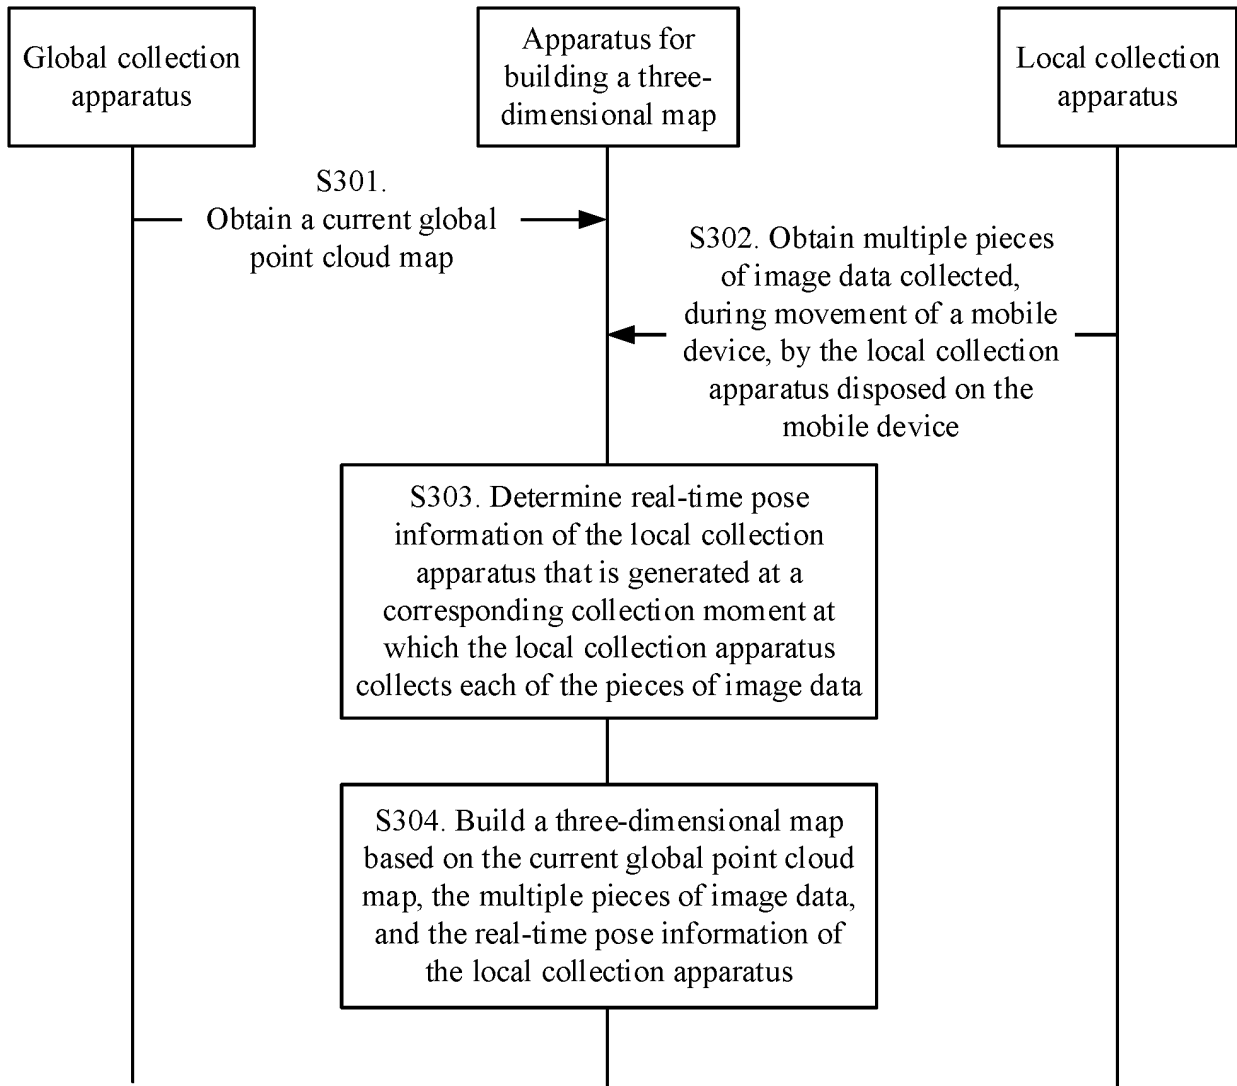 Global collection
apparatus
Apparatus for
building a three-
dimensional map
Local collection
apparatus
S301.
Obtain a current global
point cloud map
S302. Obtain multiple pieces
of image data collected,
during movement of a mobile
device, by the local collection
apparatus disposed on the
mobile device
S303. Determine real-time pose
information of the local collection
apparatus that is generated at a
corresponding collection moment at
which the local collection apparatus
collects each of the pieces of image data
S304. Build a three-dimensional map
based on the current global point cloud
map, the multiple pieces of image data,
and the real-time pose information of
the local collection apparatus